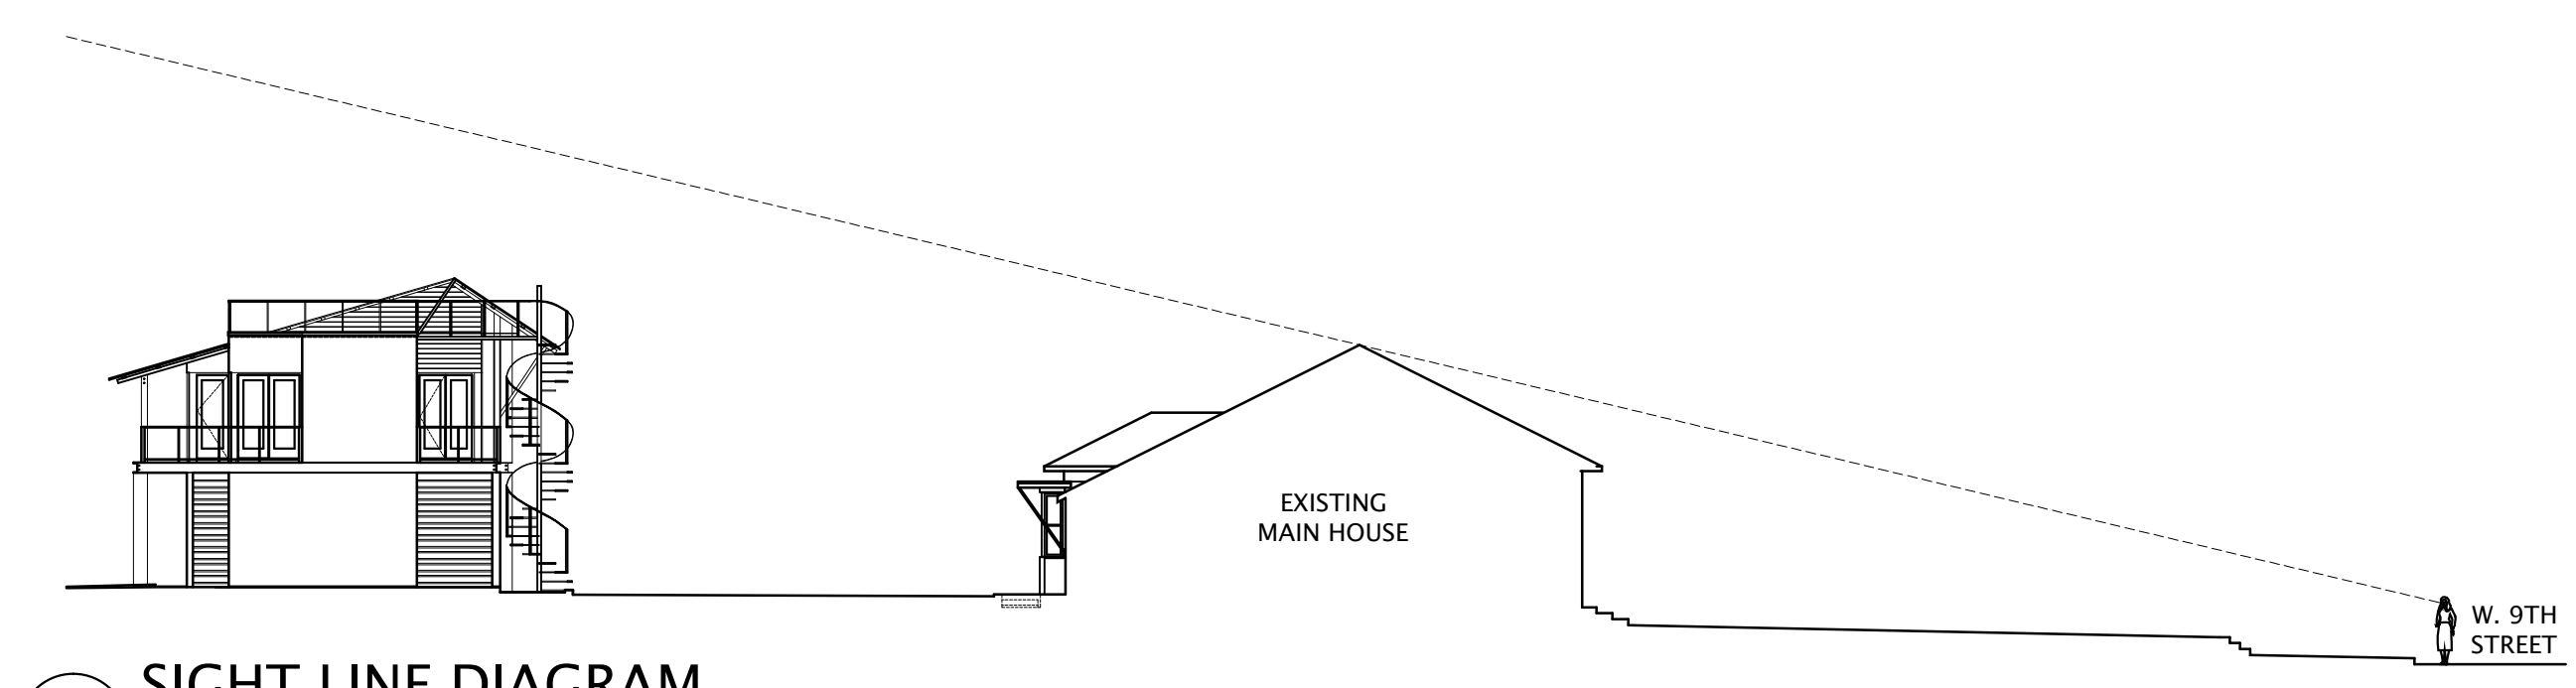 EXISTING
MAIN HOUSE
W. 9TH
STREET
SIGHT LINE DIAGRAM